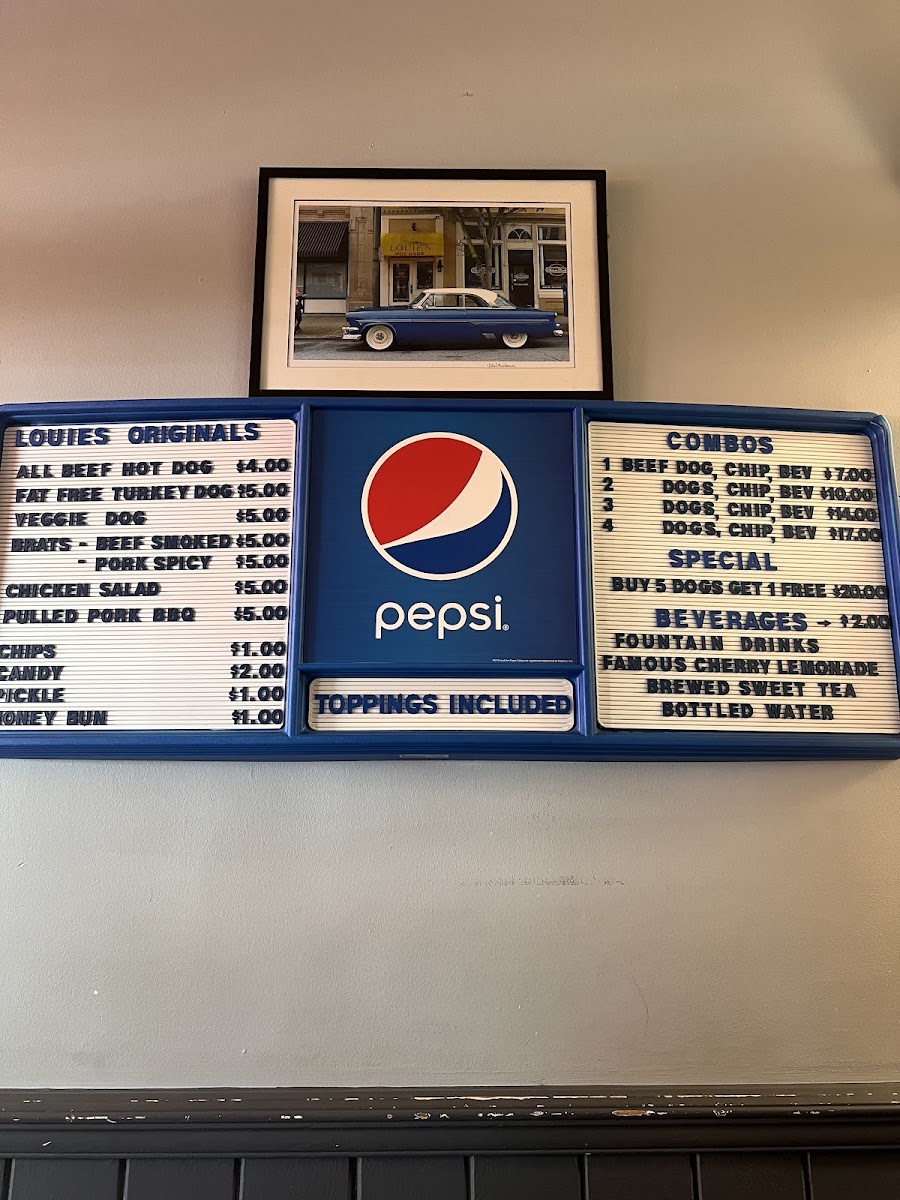 LOUIE'S
HOT DOGS
LOUIES ORIGINALS
ALL BEEF HOT DOG $4.00
FAT FREE TURKEY DOG $5.00
VEGGIE DOG $5.00
BRATS - BEEF SMOKED $5.00
- PORK SPICY $5.00
CHICKEN SALAD $5.00
PULLED PORK BBQ $5.00
CHIPS $1.00
CANDY $2.00
PICKLE $1.00
HONEY BUN $1.00
pepsi
TOPPINGS INCLUDED
COMBOS
1 BEEF DOG, CHIP, BEV $7.00
2 DOGS, CHIP, BEV $10.00
3 DOGS, CHIP, BEV $14.00
4 DOGS, CHIP, BEV $17.00
SPECIAL
BUY 5 DOGS GET 1 FREE $20.00
BEVERAGES - $2.00
FOUNTAIN DRINKS
FAMOUS CHERRY LEMONADE
BREWED SWEET TEA
BOTTLED WATER